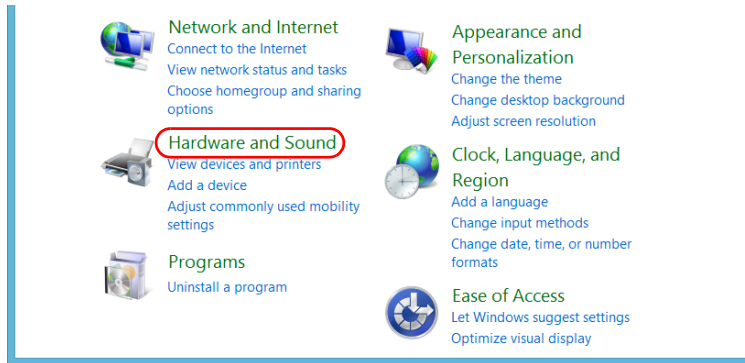 Network and Internet
Connect to the Internet
View network status and tasks
Choose homegroup and sharing
options
Hardware and Sound
View devices and printers
Add a device
Adjust commonly used mobility
settings
Programs
Uninstall a program
Appearance and
Personalization
Change the theme
Change desktop background
Adjust screen resolution
Clock, Language, and
Region
Add a language
Change input methods
Change date, time, or number
formats
Ease of Access
Let Windows suggest settings
Optimize visual display